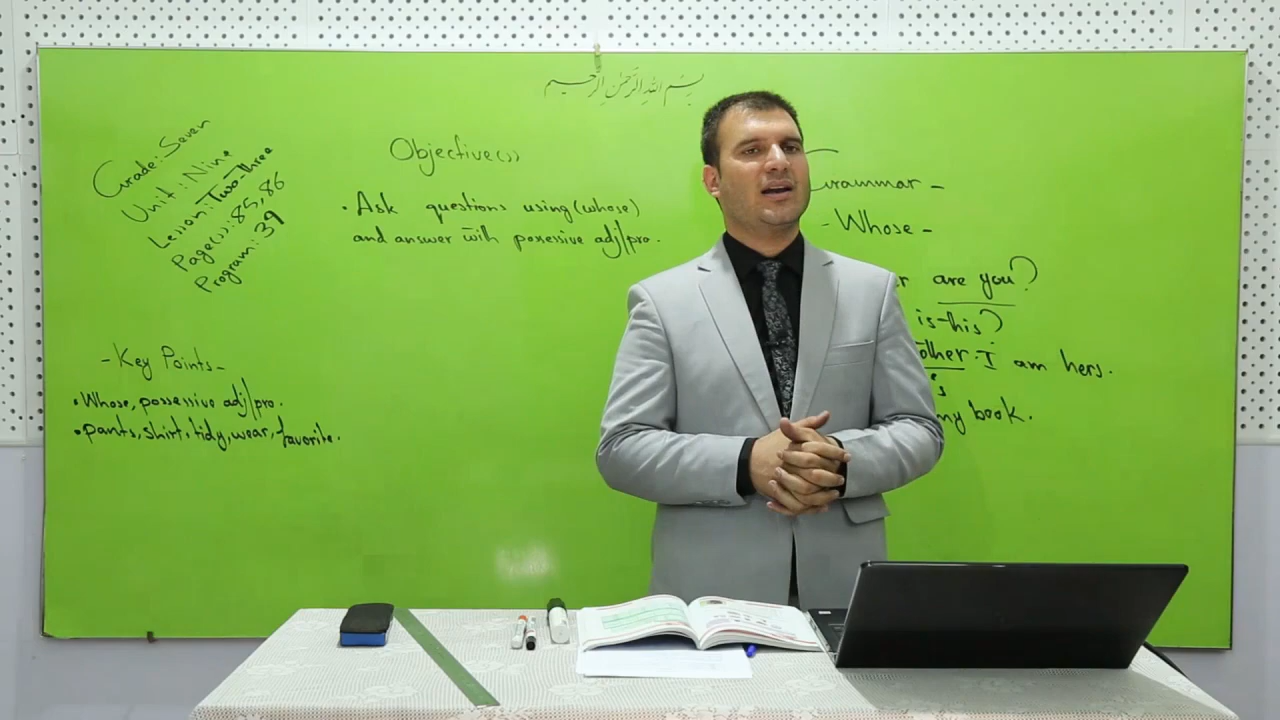 بسم الله الرحمن الرحيم
Grade: Seven
Unit: Nine
Lesson: Two-Three
Page(s): 85, 86
Program: 39
Objective(s)
• Ask questions using (whose)
and answer with possessive adj/pro.
- Key Points -
• Whose, possessive adj/pro.
• pants, shirt, tidy, wear, favorite.
Grammar -
- Whose -
are you?
is this?
I am hers.
my book.